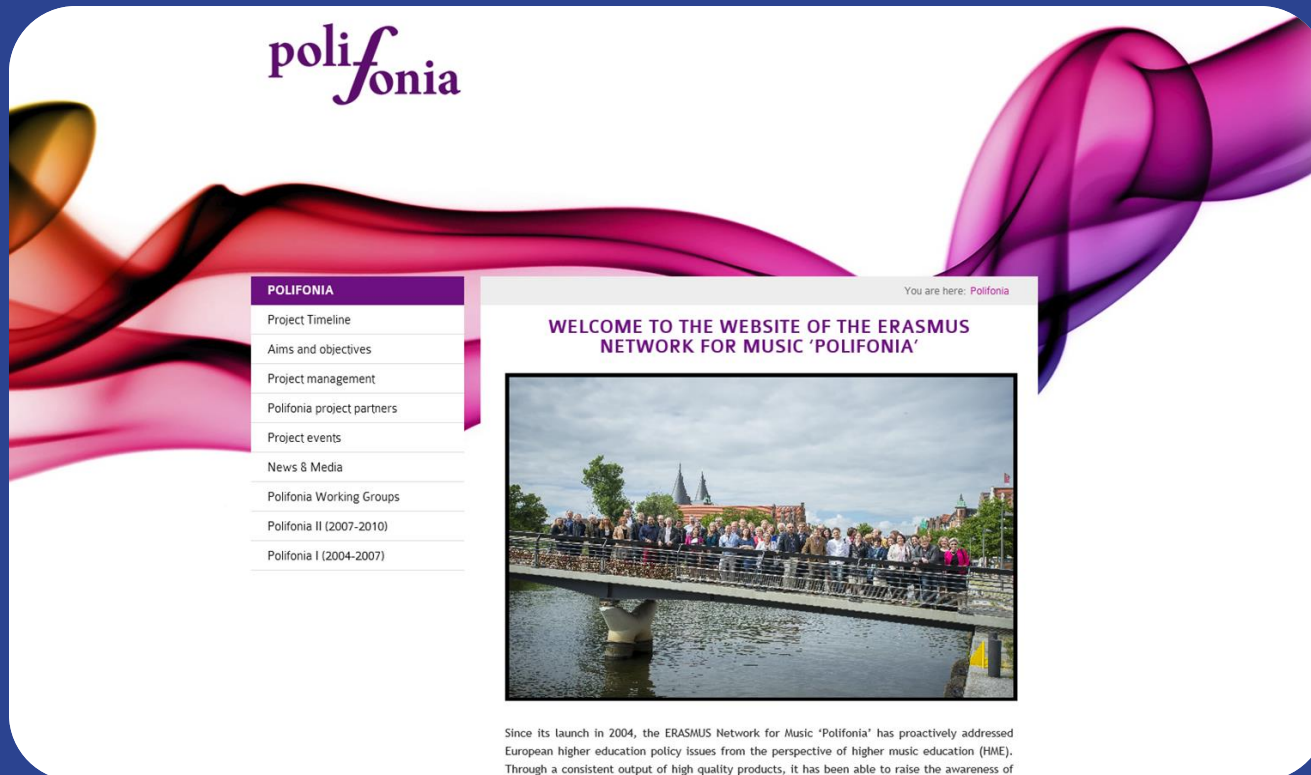 polifonia
POLIFONIA
Project Timeline
Aims and objectives
Project management
Polifonia project partners
Project events
News & Media
Polifonia Working Groups
Polifonia II (2007-2010)
Polifonia I (2004-2007)
You are here: Polifonia
WELCOME TO THE WEBSITE OF THE ERASMUS
NETWORK FOR MUSIC ‘POLIFONIA’
Since its launch in 2004, the ERASMUS Network for Music ‘Polifonia’ has proactively addressed
European higher education policy issues from the perspective of higher music education (HME).
Through a consistent output of high quality products, it has been able to raise the awareness of